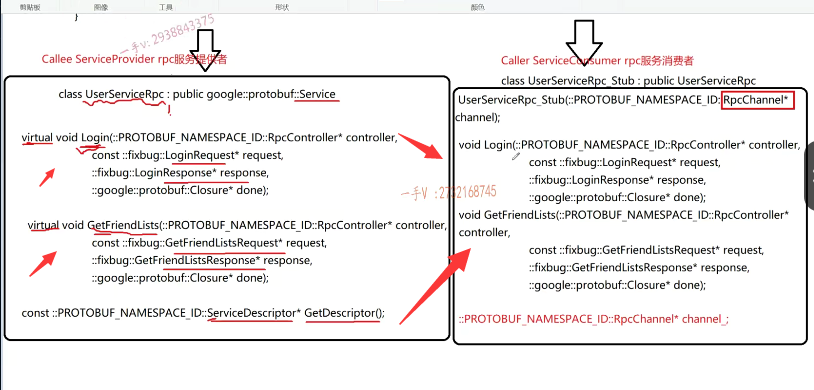 剪贴板
图像
工具
形状
颜色
}
一手v: 2938843375
Callee ServiceProvider rpc服务提供者
class UserServiceRpc : public google::protobuf::Service
virtual void Login(::PROTOBUF_NAMESPACE_ID::RpcController* controller,
const ::fixbug::LoginRequest* request,
::fixbug::LoginResponse* response,
::google::protobuf::Closure* done);
virtual void GetFriendLists(::PROTOBUF_NAMESPACE_ID::RpcController* controller,
const ::fixbug::GetFriendListsRequest* request,
::fixbug::GetFriendListsResponse* response,
::google::protobuf::Closure* done);
const ::PROTOBUF_NAMESPACE_ID::ServiceDescriptor* GetDescriptor();
Caller ServiceConsumer rpc服务消费者
class UserServiceRpc_Stub : public UserServiceRpc
UserServiceRpc_Stub(::PROTOBUF_NAMESPACE_ID::RpcChannel*
channel);
void Login(::PROTOBUF_NAMESPACE_ID::RpcController* controller,
const ::fixbug::LoginRequest* request,
::fixbug::LoginResponse* response,
::google::protobuf::Closure* done);
void GetFriendLists(::PROTOBUF_NAMESPACE_ID::RpcController*
controller,
const ::fixbug::GetFriendListsRequest* request,
::fixbug::GetFriendListsResponse* response,
::google::protobuf::Closure* done);
::PROTOBUF_NAMESPACE_ID::RpcChannel* channel_;